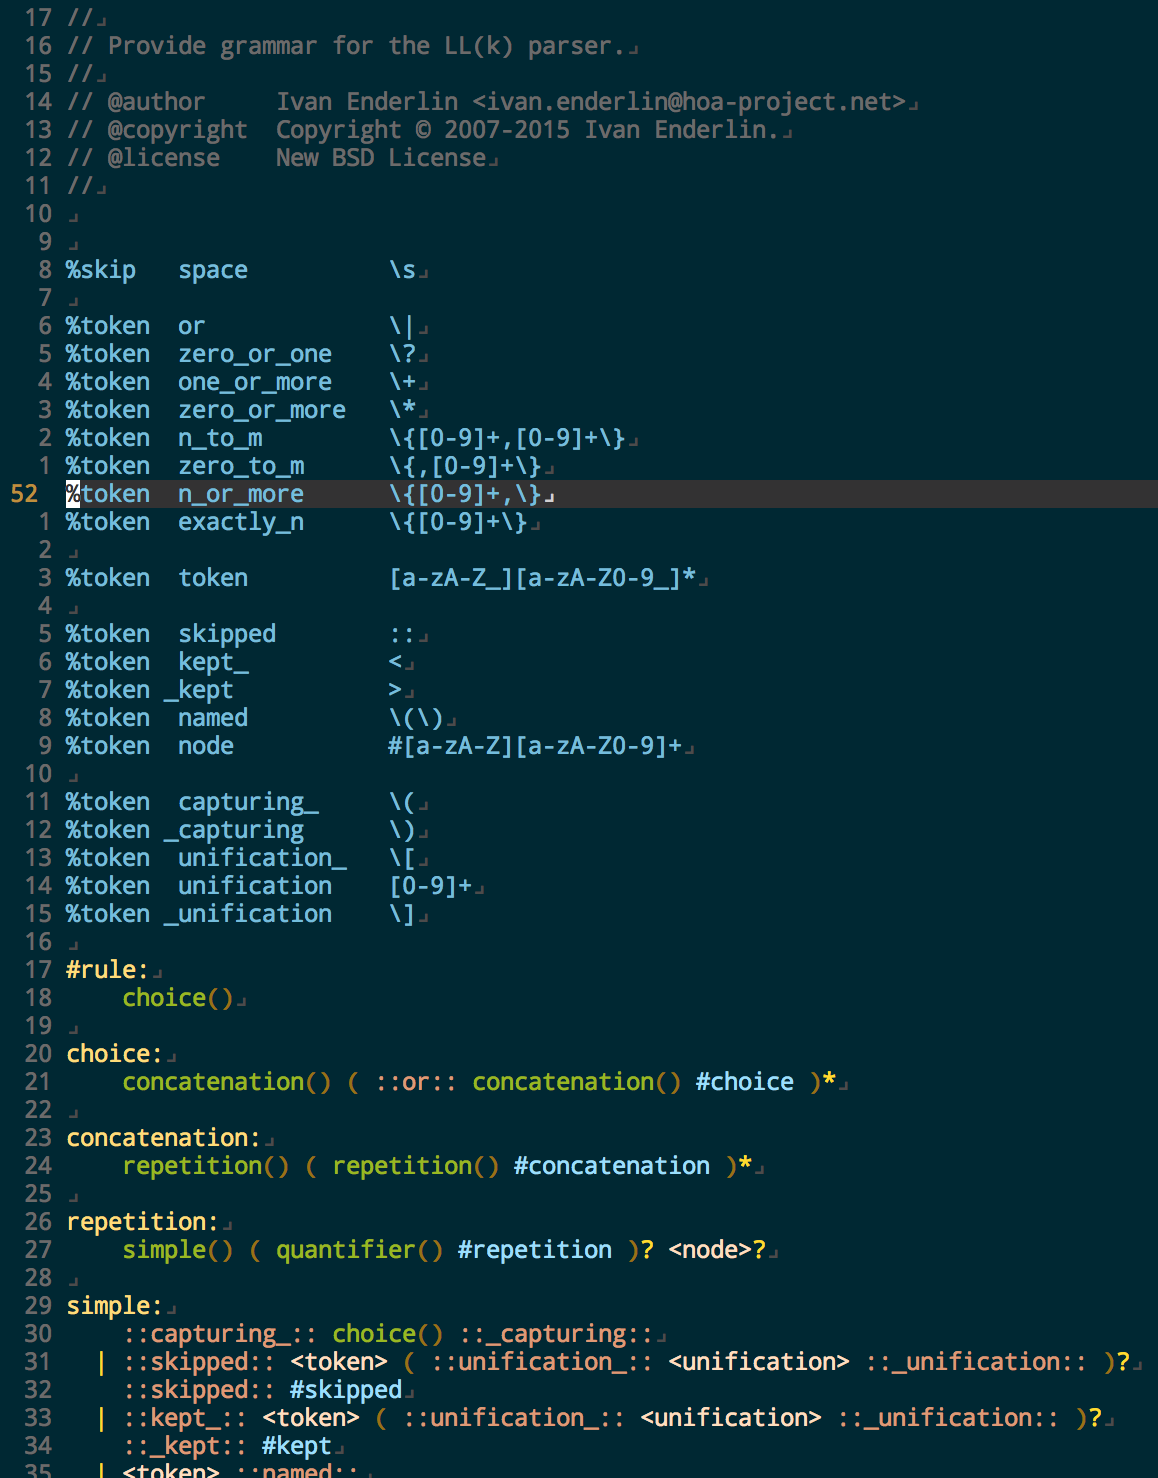 17 //
16 // Provide grammar for the LL(k) parser.
15 //
14 // @author     Ivan Enderlin <ivan.enderlin@hoa-project.net>
13 // @copyright  Copyright © 2007-2015 Ivan Enderlin.
12 // @license    New BSD License
11 //
10
9
8 %skip   space          \s
7
6 %token  or             \|
5 %token  zero_or_one    \?
4 %token  one_or_more    \+
3 %token  zero_or_more   \*
2 %token  n_to_m         \{[0-9]+,[0-9]+\}
1 %token  zero_to_m      \{,[0-9]+\}
52 %token  n_or_more      \{[0-9]+,\}
1 %token  exactly_n      \{[0-9]+\}
2
3 %token  token          [a-zA-Z_][a-zA-Z0-9_]*
4
5 %token  skipped        ::
6 %token  kept_          <
7 %token _kept           >
8 %token  named          \(\)
9 %token  node           #[a-zA-Z][a-zA-Z0-9]+
10
11 %token  capturing_     \(
12 %token _capturing      \)
13 %token  unification_   \[
14 %token  unification    [0-9]+
15 %token _unification    \]
16
17 #rule:
18     choice()
19
20 choice:
21     concatenation() ( ::or:: concatenation() #choice )*
22
23 concatenation:
24     repetition() ( repetition() #concatenation )*
25
26 repetition:
27     simple() ( quantifier() #repetition )? <node>?
28
29 simple:
30     ::capturing_:: choice() ::_capturing::
31   | ::skipped:: <token> ( ::unification_:: <unification> ::_unification:: )?
32     ::skipped:: #skipped
33   | ::kept_:: <token> ( ::unification_:: <unification> ::_unification:: )?
34     ::_kept:: #kept
35   | <token> ::named::